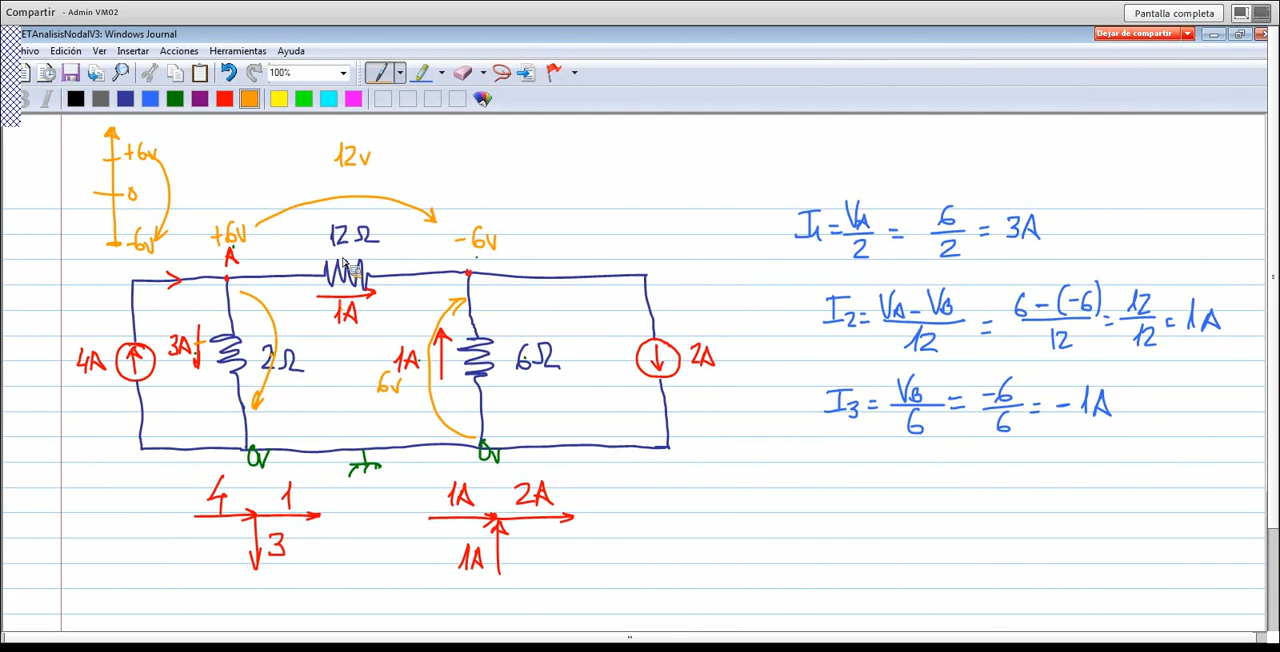 Compartir - Admin VM02
Pantalla completa
ETAnalisisNodalV3: Windows Journal
Dejar de compartir
hivo Edición Ver Insertar Acciones Herramientas Ayuda
100%
+6v
0
-6v
12v
+6v
12Ω
-6v
A
1A
4A
3A
2Ω
1A
6v
6Ω
2A
0v
0v
4 1
3
1A 2A
1A
I1 = VA/2 = 6/2 = 3A
I2 = VA - VB/12 = 6-(-6)/12 = 12/12 = 1A
I3 = VB/6 = -6/6 = -1A